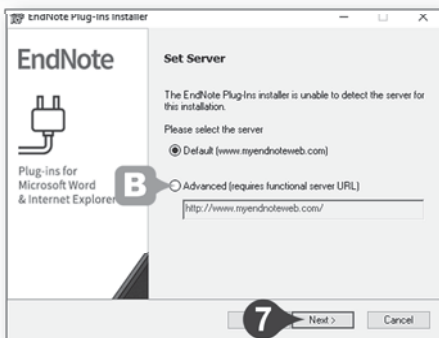 EndNote Plug-Ins Installer
EndNote
Plug-ins for
Microsoft Word
& Internet Explorer
Set Server
The EndNote Plug-Ins installer is unable to detect the server for
this installation.
Please select the server
Default (www.myendnoteweb.com)
B
Advanced (requires functional server URL)
http://www.myendnoteweb.com/
7
Next >
Cancel